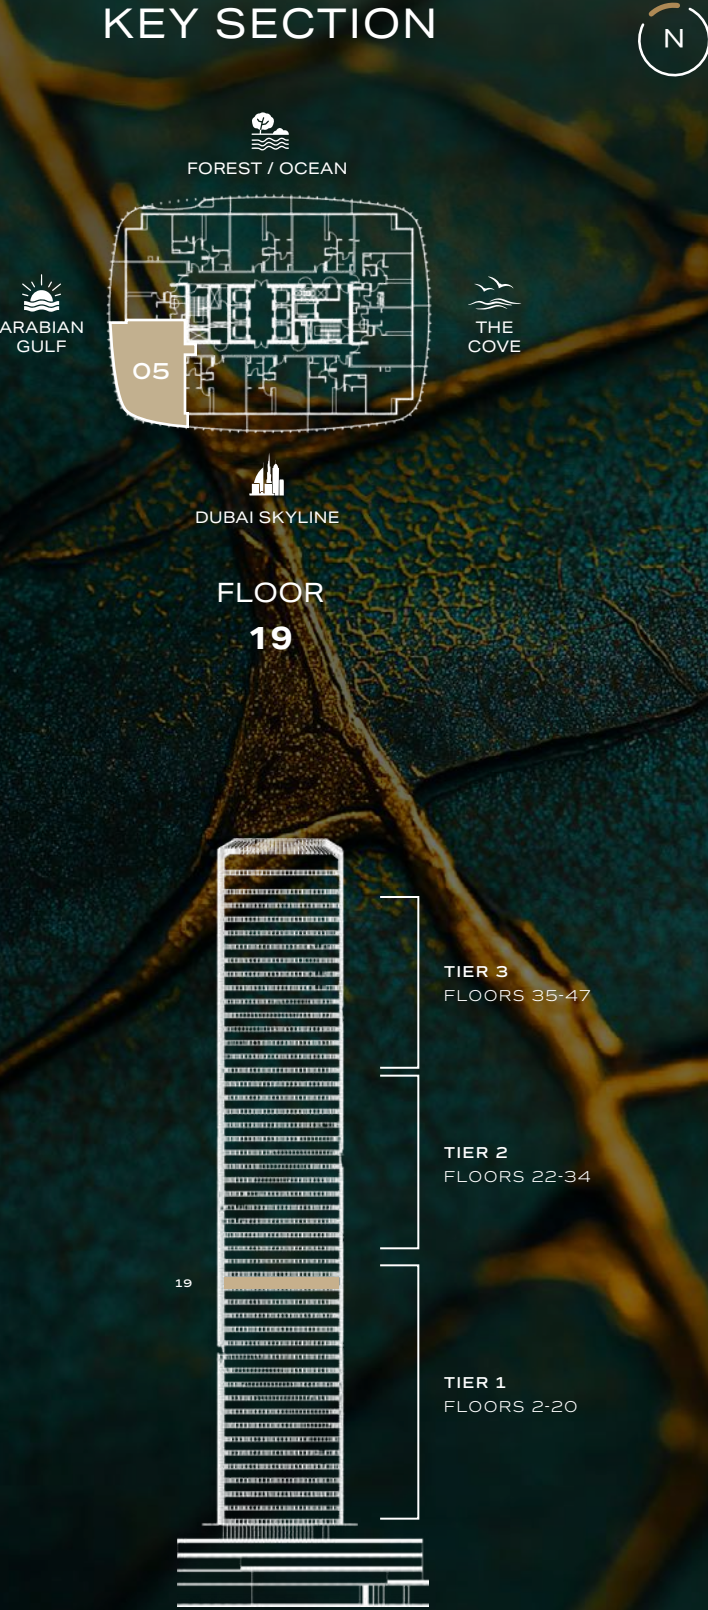 KEY SECTION
N
FOREST / OCEAN
ARABIAN
GULF
THE
COVE
05
DUBAI SKYLINE
FLOOR
19
TIER 3
FLOORS 35-47
TIER 2
FLOORS 22-34
19
TIER 1
FLOORS 2-20